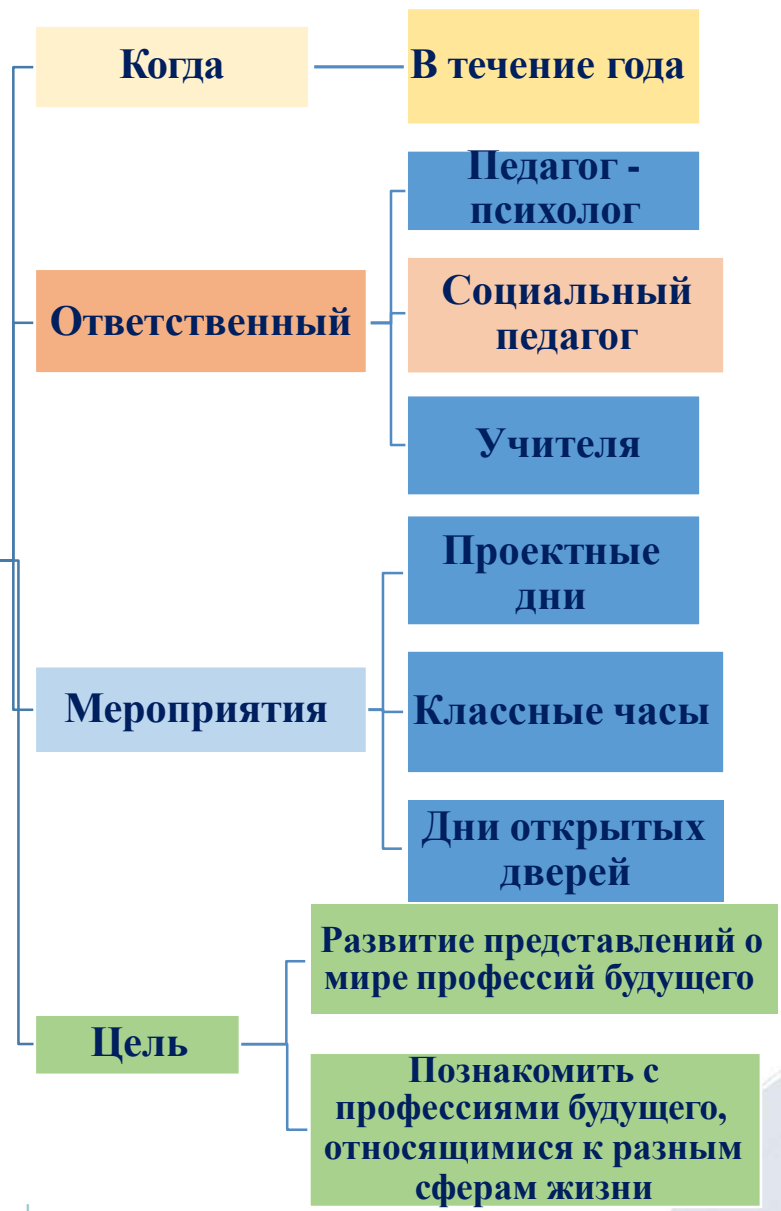 Когда
В течение года
Ответственный
Педагог -
психолог
Социальный
педагог
Учителя
Мероприятия
Проектные
дни
Классные часы
Дни открытых
дверей
Цель
Развитие представлений о
мире профессий будущего
Познакомить с
профессиями будущего,
относящимися к разным
сферам жизни